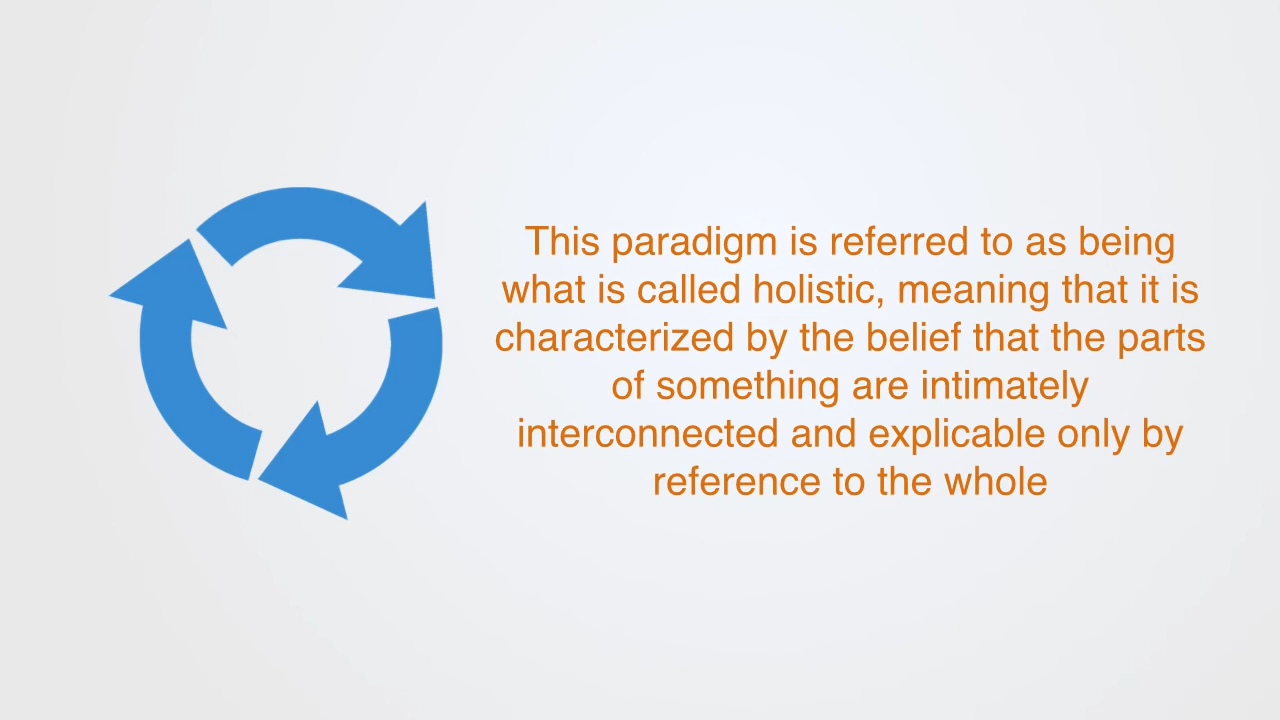 This paradigm is referred to as being
what is called holistic, meaning that it is
characterized by the belief that the parts
of something are intimately
interconnected and explicable only by
reference to the whole